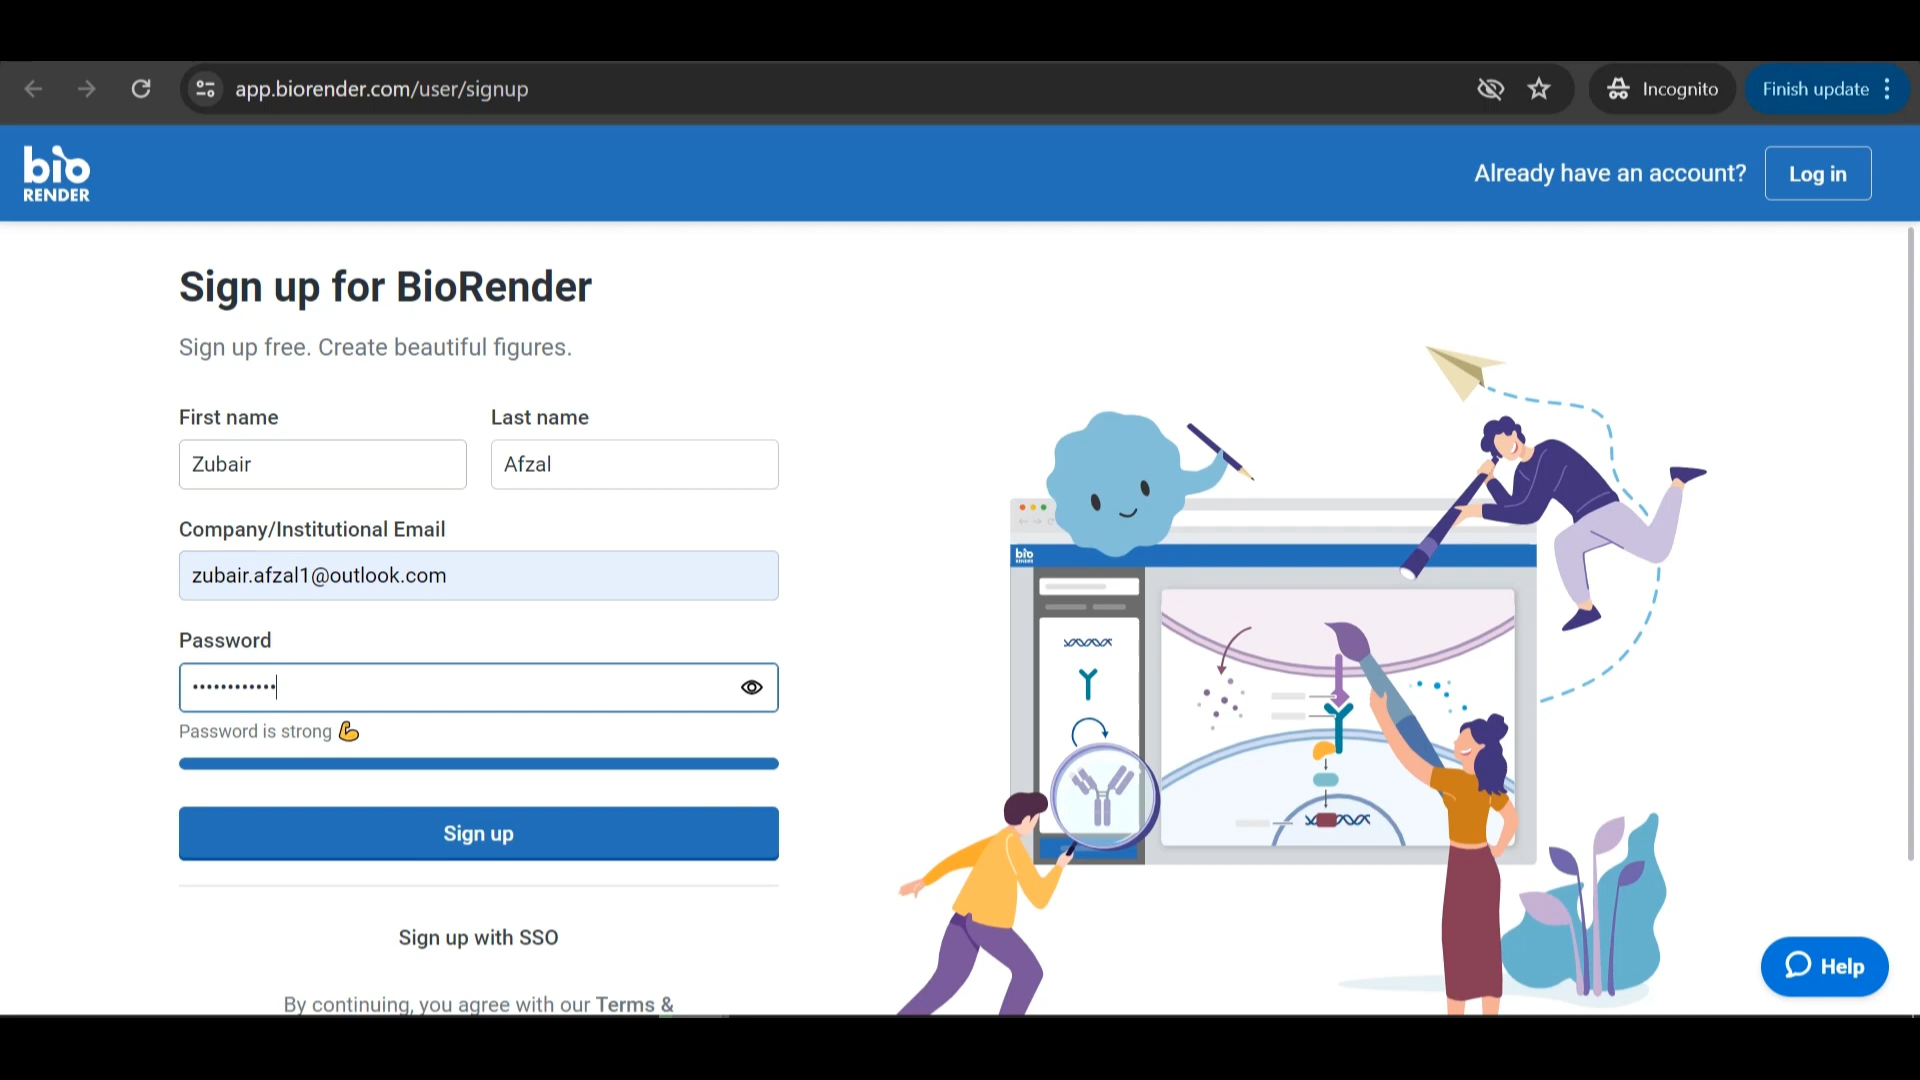 app.biorender.com/user/signup
Incognito
Finish update
bio
RENDER
Already have an account?
Log in
Sign up for BioRender
Sign up free. Create beautiful figures.
First name
Last name
Zubair
Afzal
Company/Institutional Email
zubair.afzal1@outlook.com
Password
••••••••••••
Password is strong 💪
Sign up
Sign up with SSO
By continuing, you agree with our Terms &
bio
RENDER
Help